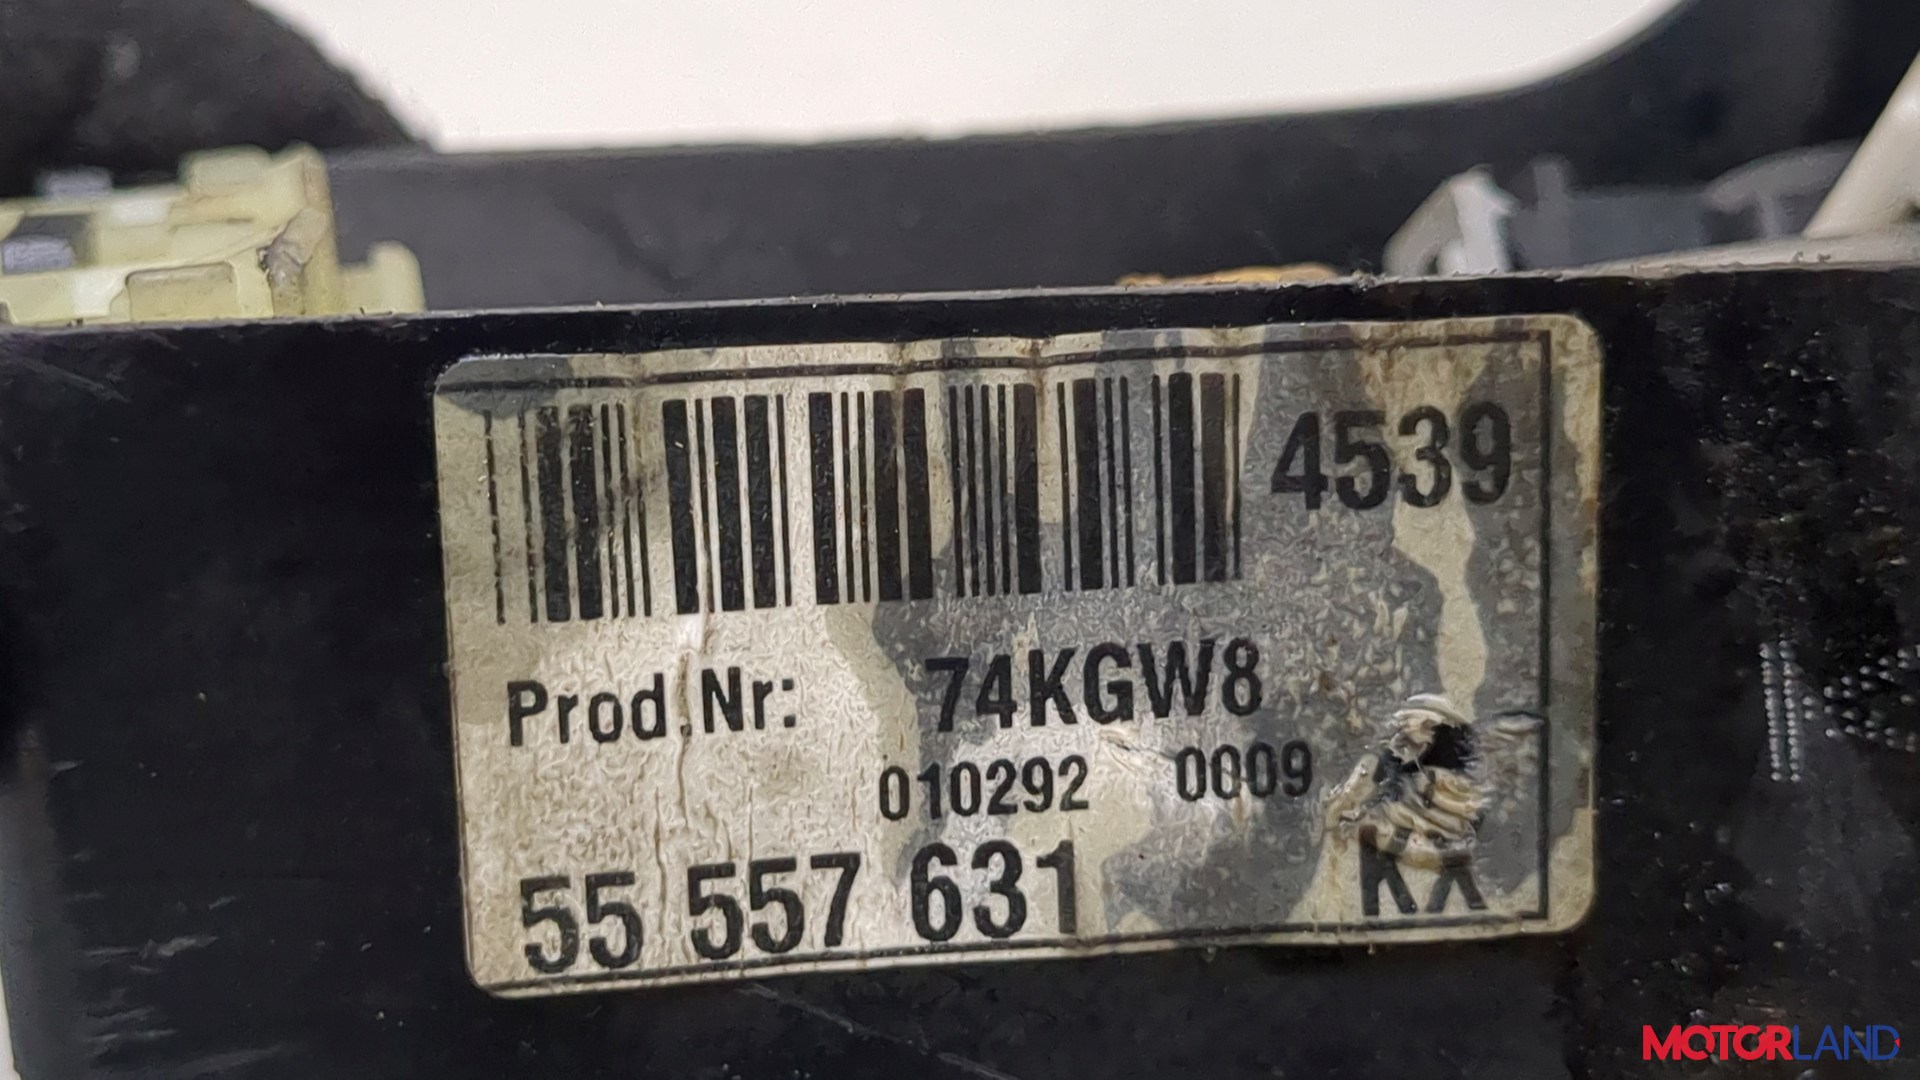 4539
Prod.Nr: 74KGW8
010292 0009
55 557 631 KX
MOTORLAND